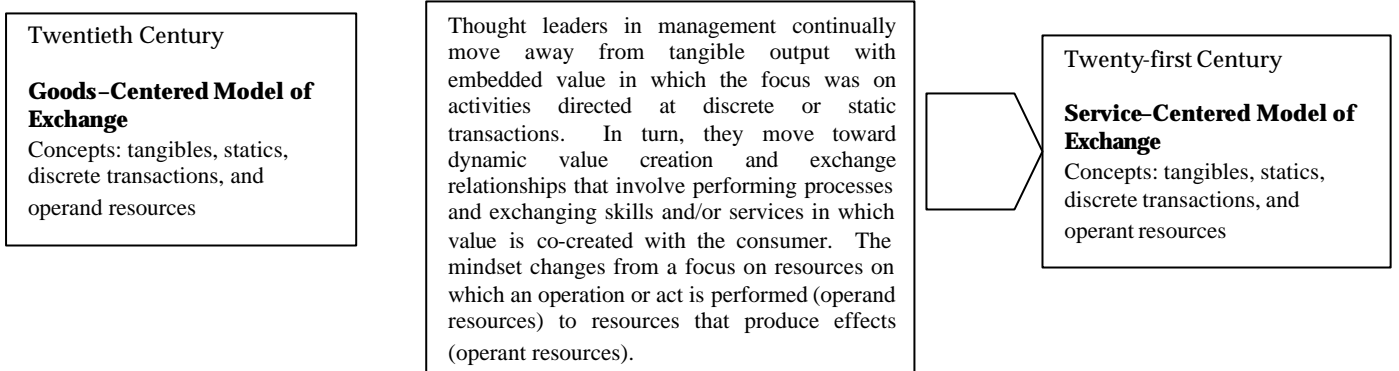 Twentieth Century
Goods–Centered Model of
Exchange
Concepts: tangibles, statics,
discrete transactions, and
operand resources
Thought leaders in management continually
move away from tangible output with
embedded value in which the focus was on
activities directed at discrete or static
transactions. In turn, they move toward
dynamic value creation and exchange
relationships that involve performing processes
and exchanging skills and/or services in which
value is co-created with the consumer. The
mindset changes from a focus on resources on
which an operation or act is performed (operand
resources) to resources that produce effects
(operant resources).
Twenty-first Century
Service–Centered Model of
Exchange
Concepts: tangibles, statics,
discrete transactions, and
operant resources